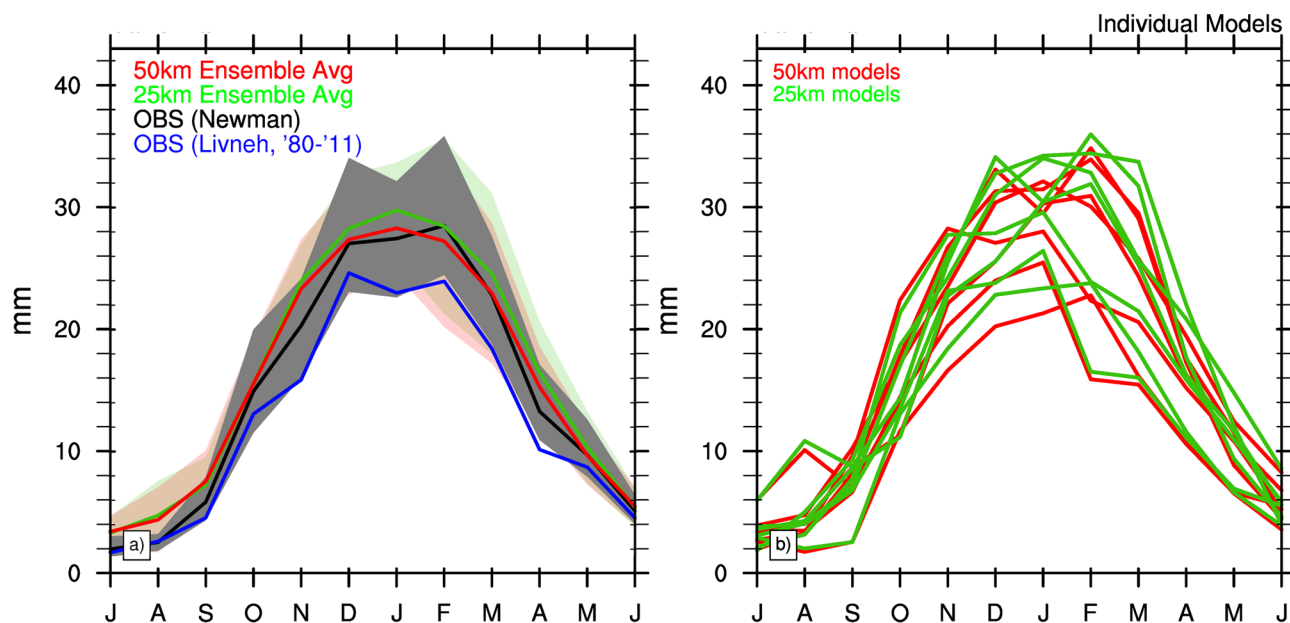 Individual Models
50km Ensemble Avg
25km Ensemble Avg
OBS (Newman)
OBS (Livneh, '80-'11)
40
30
20
10
0
mm
a)
J A S O N D J F M A M J
50km models
25km models
40
30
20
10
0
mm
b)
J A S O N D J F M A M J